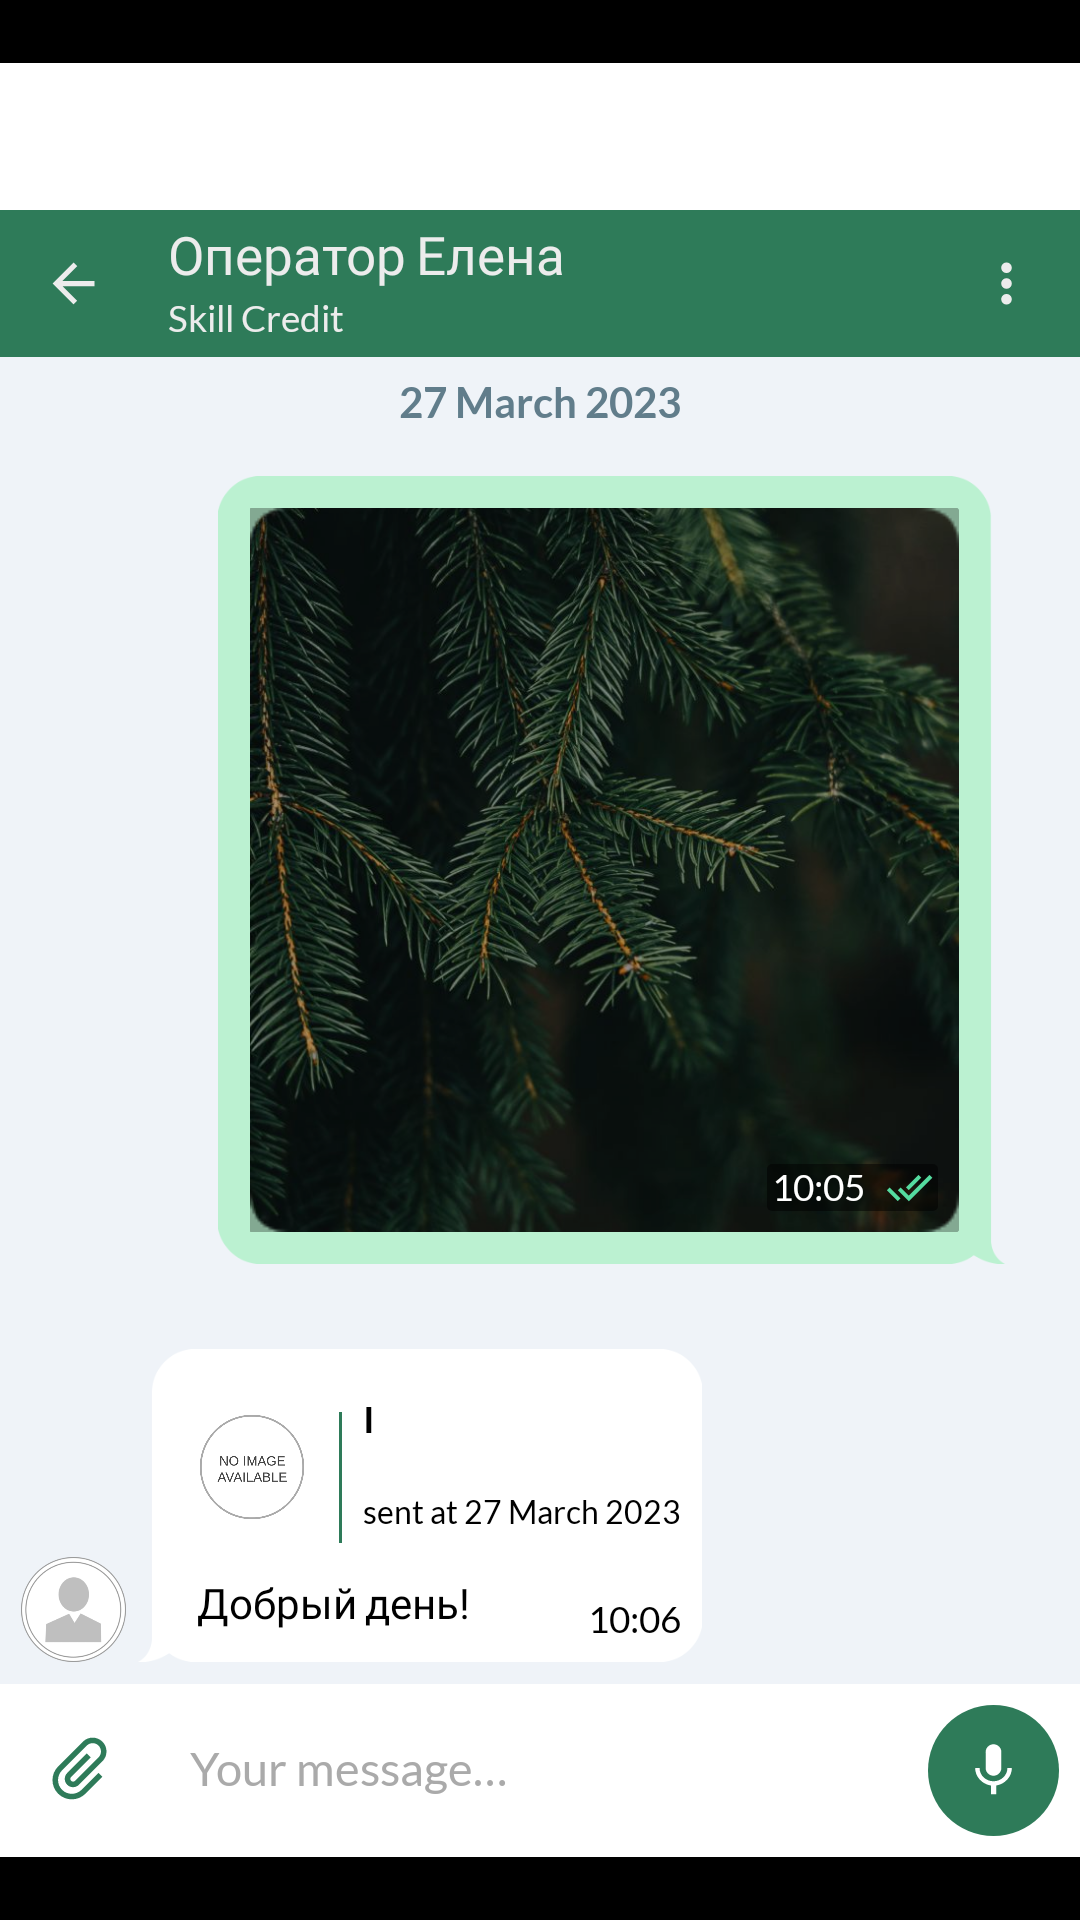 Оператор Елена
Skill Credit
27 March 2023
10:05
I
NO IMAGE
AVAILABLE
sent at 27 March 2023
Добрый день!
10:06
Your message...